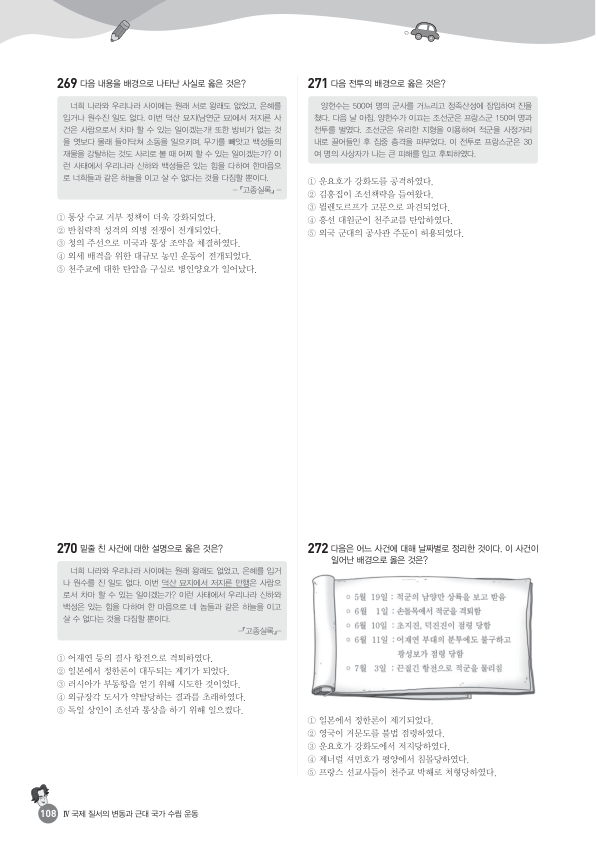 269 다음 내용을 배경으로 나타난 사실로 옳은 것은?
너희 나라와 우리나라 사이에는 원래 서로 왕래도 없었고, 은혜를
입거나 원수진 일도 없다. 이번 덕산 묘지(남연군 묘)에서 저지른 사
건은 사람으로서 차마 할 수 있는 일이겠는가! 또한 방비가 없는 것
을 엿보다 몰래 들이닥쳐 소동을 일으키며, 무기를 빼앗고 백성들의
재물을 강탈하는 것도 사리로 볼 때 어찌 할 수 있는 일이겠는가? 이
런 사태에서 우리나라 신하와 백성들은 있는 힘을 다하여 한마음으
로 너희들과 같은 하늘을 이고 살 수 없다는 것을 다짐할 뿐이다.
-『고종실록』-
① 통상 수교 거부 정책이 더욱 강화되었다.
② 반침략적 성격의 의병 전쟁이 전개되었다.
③ 청의 주선으로 미국과 통상 조약을 체결하였다.
④ 외세 배격을 위한 대규모 농민 운동이 전개되었다.
⑤ 천주교에 대한 탄압을 구실로 병인양요가 일어났다.
270 밑줄 친 사건에 대한 설명으로 옳은 것은?
너희 나라와 우리나라 사이에는 원래 왕래도 없었고, 은혜를 입거
나 원수를 진 일도 없다. 이번 덕산 묘지에서 저지른 만행은 사람으
로서 차마 할 수 있는 일이겠는가? 이런 사태에서 우리나라 신하와
백성은 있는 힘을 다하여 한 마음으로 네 놈들과 같은 하늘을 이고
살 수 없다는 것을 다짐할 뿐이다.
-『고종실록』-
① 어재연 등의 결사 항전으로 격퇴하였다.
② 일본에서 정한론이 대두되는 계기가 되었다.
③ 러시아가 부동항을 얻기 위해 시도한 것이었다.
④ 외규장각 도서가 약탈당하는 결과를 초래하였다.
⑤ 독일 상인이 조선과 통상을 하기 위해 일으켰다.
271 다음 전투의 배경으로 옳은 것은?
양헌수는 500여 명의 군사를 거느리고 정족산성에 잠입하여 진을
쳤다. 다음 날 아침, 양헌수가 이끄는 조선군은 프랑스군 150여 명과
전투를 벌였다. 조선군은 유리한 지형을 이용하여 적군을 사정거리
내로 끌어들인 후 집중 총격을 퍼부었다. 이 전투로 프랑스군은 30
여 명의 사상자가 나는 큰 피해를 입고 후퇴하였다.
① 운요호가 강화도를 공격하였다.
② 김홍집이 조선책략을 들여왔다.
③ 묄렌도르프가 고문으로 파견되었다.
④ 흥선 대원군이 천주교를 탄압하였다.
⑤ 외국 군대의 공사관 주둔이 허용되었다.
272 다음은 어느 사건에 대해 날짜별로 정리한 것이다. 이 사건이
일어난 배경으로 옳은 것은?
○ 5월 19일 : 적군의 남양만 상륙을 보고 받음
○ 6월 1일 : 손돌목에서 적군을 격퇴함
○ 6월 10일 : 초지진, 덕진진이 점령 당함
○ 6월 11일 : 어재연 부대의 분투에도 불구하고
광성보가 점령 당함
○ 7월 3일 : 끈질긴 항전으로 적군을 물리침
① 일본에서 정한론이 제기되었다.
② 영국이 거문도를 불법 점령하였다.
③ 운요호가 강화도에서 저지당하였다.
④ 제너럴 셔먼호가 평양에서 침몰당하였다.
⑤ 프랑스 선교사들이 천주교 박해로 처형당하였다.
108 Ⅳ 국제 질서의 변동과 근대 국가 수립 운동